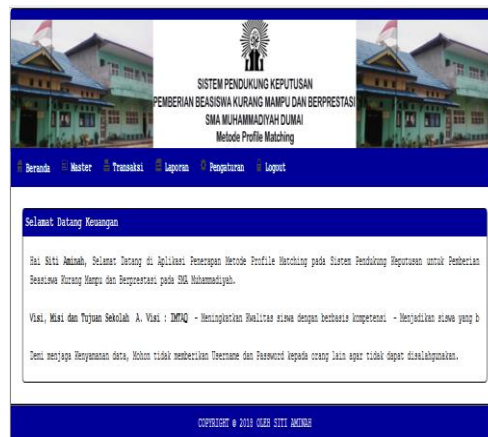 SISTEM PENDUKUNG KEPUTUSAN
PEMBERIAN BEASISWA KURANG MAMPU DAN BERPRESTASI
SMA MUHAMMADIYAH DUMAI
Metode Profile Matching
Beranda Master Transaksi Laporan Pengaturan Logout
Selamat Datang Keuangan
Hai Siti Aminah, Selamat Datang di Aplikasi Penerapan Metode Profile Matching pada Sistem Pendukung Keputusan untuk Pemberian
Beasiswa Kurang Mampu dan Berprestasi pada SMA Muhammadiyah.
Visi, Misi dan Tujuan Sekolah A. Visi : IMTAQ - Meningkatkan Kwalitas siswa dengan berbasis kompetensi - Menjadikan siswa yang b
Demi menjaga Kenyamanan data, Mohon tidak memberikan Username dan Password kepada orang lain agar tidak dapat disalahgunakan.
COPYRIGHT @ 2018 OLEH SITI AMINAH